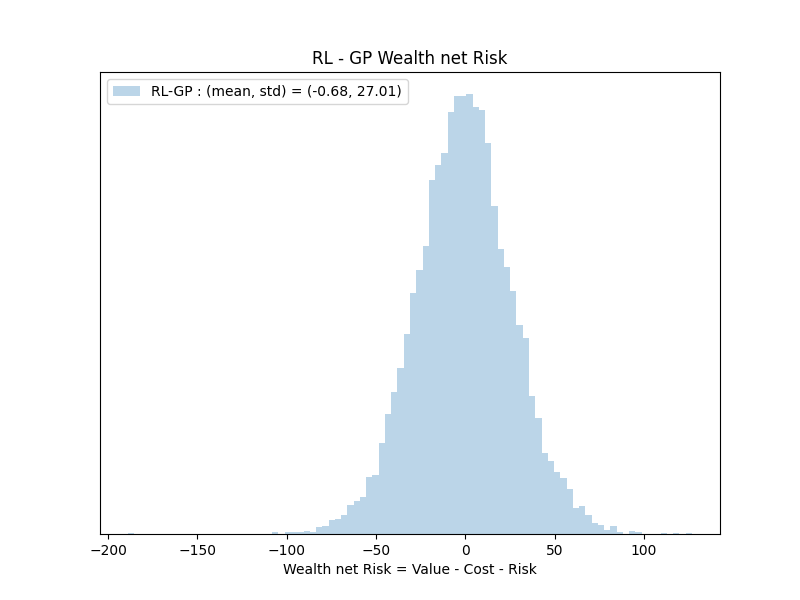 RL - GP Wealth net Risk
RL-GP : (mean, std) = (-0.68, 27.01)
−200 −150 −100 −50 0 50 100
Wealth net Risk = Value - Cost - Risk